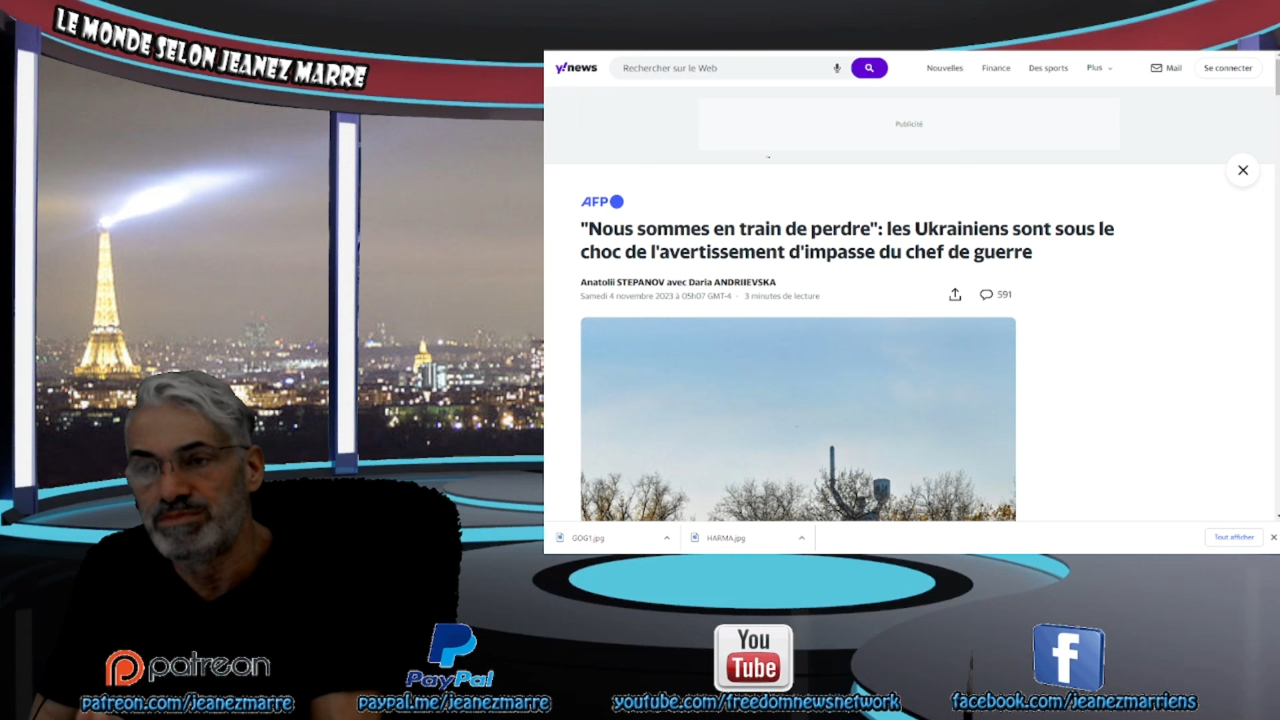 LE MONDE SELON JEANEZ MARRE
y!news
Rechercher sur le Web
Nouvelles
Finance
Des sports
Plus
Mail
Se connecter
Publicité
AFP
"Nous sommes en train de perdre": les Ukrainiens sont sous le
choc de l'avertissement d'impasse du chef de guerre
Anatolii STEPANOV avec Daria ANDRIIEVSKA
Samedi 4 novembre 2023 à 05h07 GMT-4 · 3 minutes de lecture
591
GOG1.jpg
HARMA.jpg
Tout afficher
patreon
PayPal
You
Tube
f
patreon.com/jeanezmarre
paypal.me/jeanezmarre
youtube.com/freedomnewsnetwork
facebook.com/jeanezmarriens